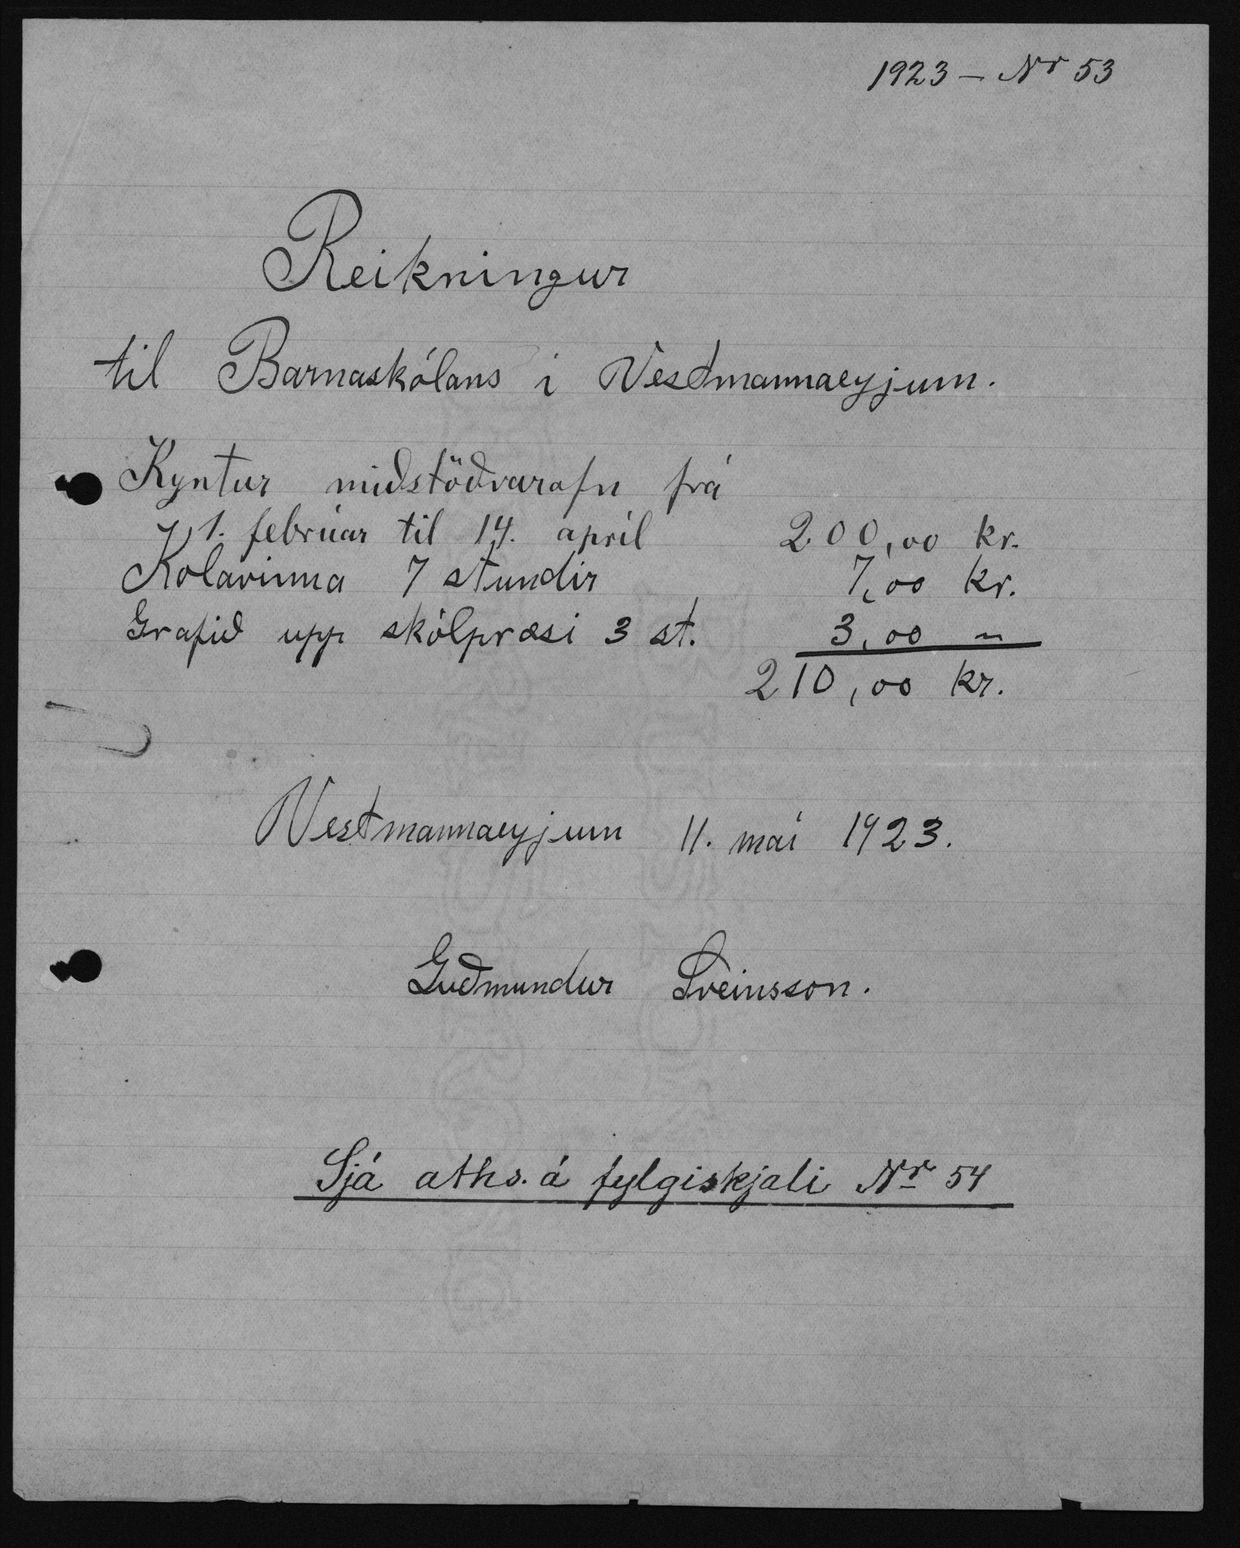 1923 – Nr 53
Reikningur
til Barnaskólans í Vestmannaeyjum.
Kyntur miðstöðvarofn frá
1. febrúar til 14. apríl 200,00 kr.
Kolavinna 7 stundir 7,00 kr.
Grafið upp skólpræsi 3 st. 3,00 "
210,00 kr.
Vestmannaeyjum 11. maí 1923.
Guðmundur Sveinsson.
Sjá aths. á fylgiskjali Nr 54